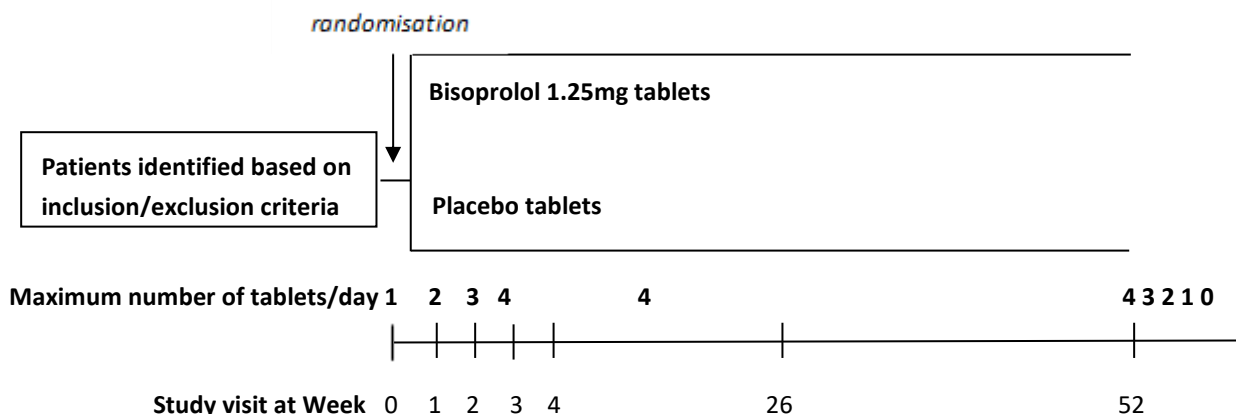 randomisation
Bisoprolol 1.25mg tablets
Patients identified based on
inclusion/exclusion criteria
Placebo tablets
Maximum number of tablets/day 1 2 3 4 4 4 3 2 1 0
Study visit at Week 0 1 2 3 4 26 52